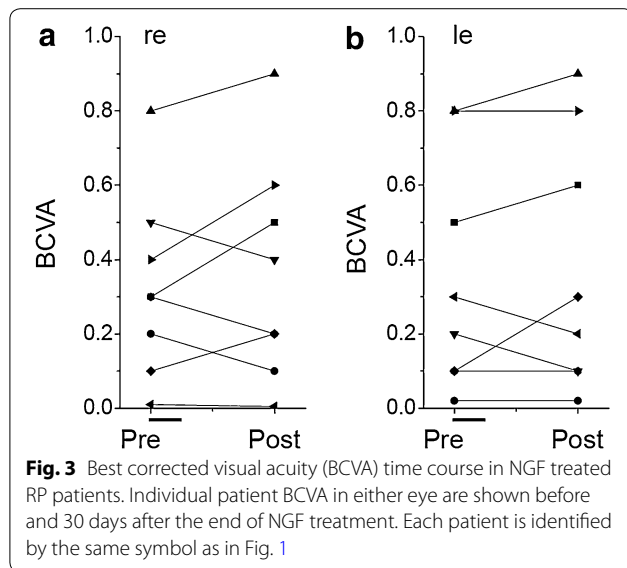 a
re
1.0
0.8
0.6
0.4
0.2
0.0
BCVA
Pre
Post
b
le
1.0
0.8
0.6
0.4
0.2
0.0
BCVA
Pre
Post
Fig. 3 Best corrected visual acuity (BCVA) time course in NGF treated
RP patients. Individual patient BCVA in either eye are shown before
and 30 days after the end of NGF treatment. Each patient is identified
by the same symbol as in Fig. 1